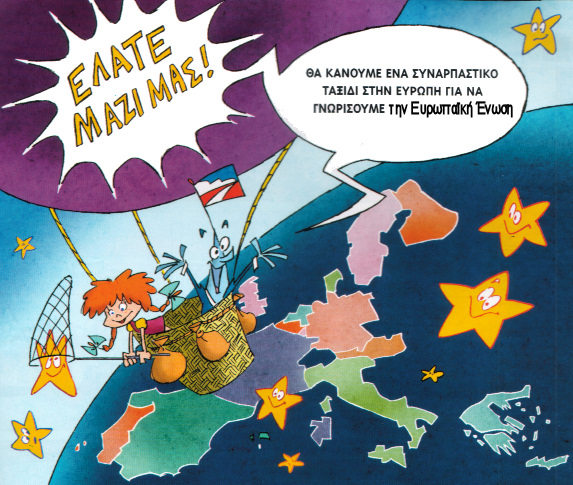 ΕΛΑΤΕ
ΜΑΖΙ ΜΑΣ!
ΘΑ ΚΑΝΟΥΜΕ ΕΝΑ ΣΥΝΑΡΠΑΣΤΙΚΟ
ΤΑΞΙΔΙ ΣΤΗΝ ΕΥΡΩΠΗ ΓΙΑ ΝΑ
ΓΝΩΡΙΣΟΥΜΕ την Ευρωπαϊκή Ένωση